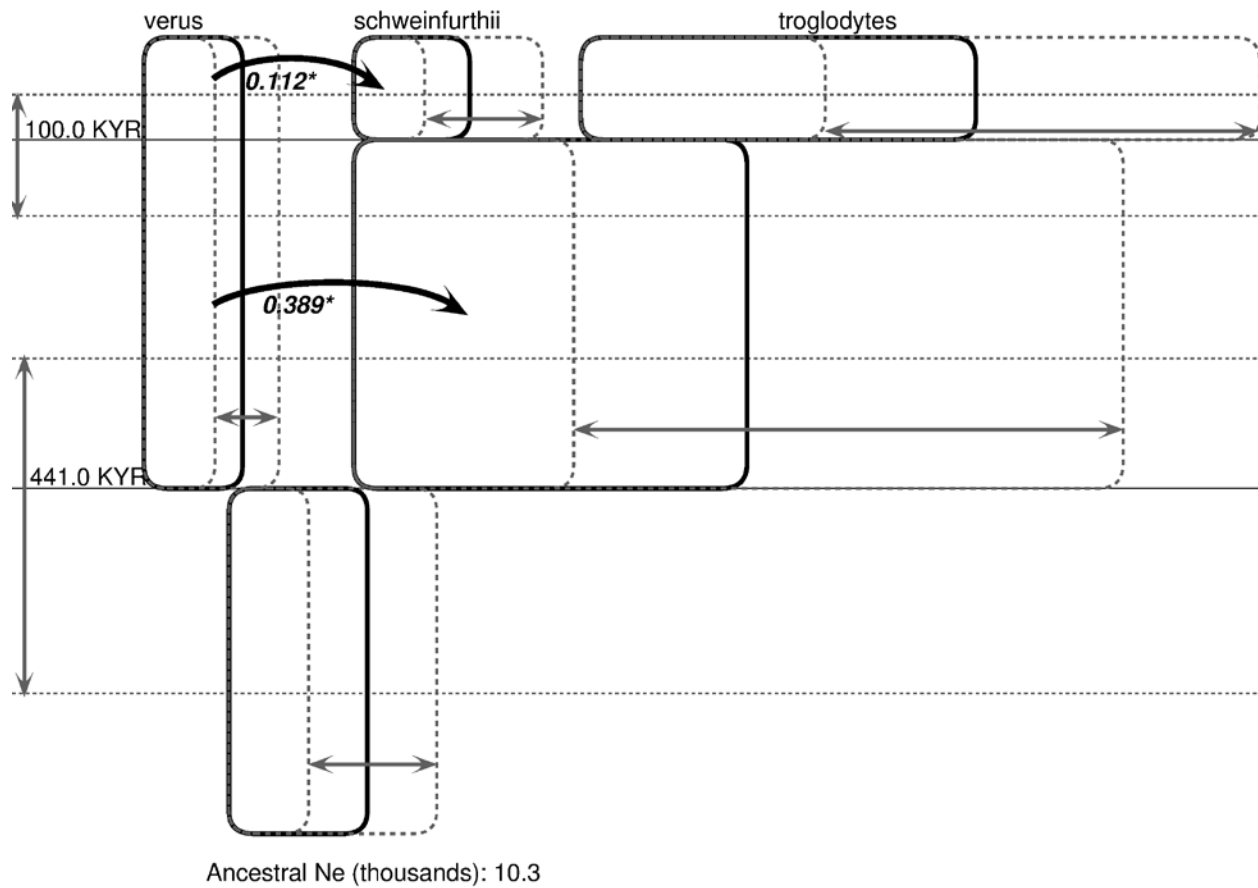 verus
schweinfurthii
troglodytes
0.112*
100.0 KYR
0.389*
441.0 KYR
Ancestral Ne (thousands): 10.3